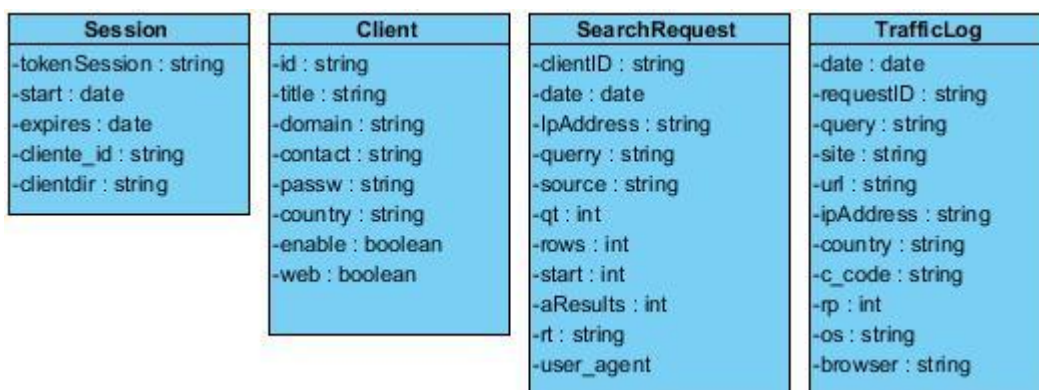 Session
-tokenSession : string
-start : date
-expires : date
-cliente_id : string
-clientdir : string
Client
-id : string
-title : string
-domain : string
-contact : string
-passw : string
-country : string
-enable : boolean
-web : boolean
SearchRequest
-clientID : string
-date : date
-IpAddress : string
-querry : string
-source : string
-qt : int
-rows : int
-start : int
-aResults : int
-rt : string
-user_agent
TrafficLog
-date : date
-requestID : string
-query : string
-site : string
-url : string
-ipAddress : string
-country : string
-c_code : string
-rp : int
-os : string
-browser : string